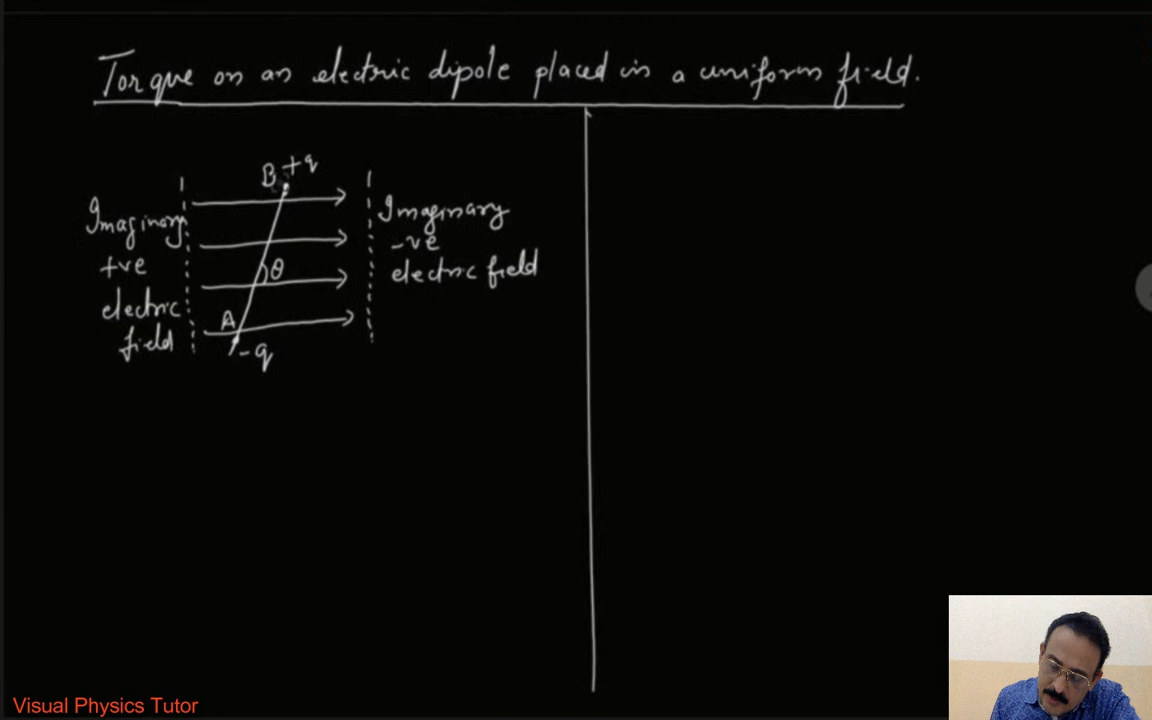 Torque on an electric dipole placed in a uniform field.
B +q
Imaginary
+ve
electric
field
Imaginary
-ve
electric field
θ
A
-q
Visual Physics Tutor